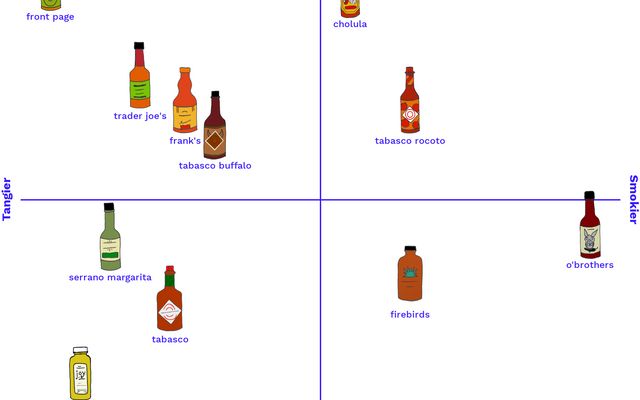 front page
cholula
trader joe's
frank's
tabasco buffalo
tabasco rocoto
Tangier
Smokier
serrano margarita
tabasco
firebirds
o'brothers